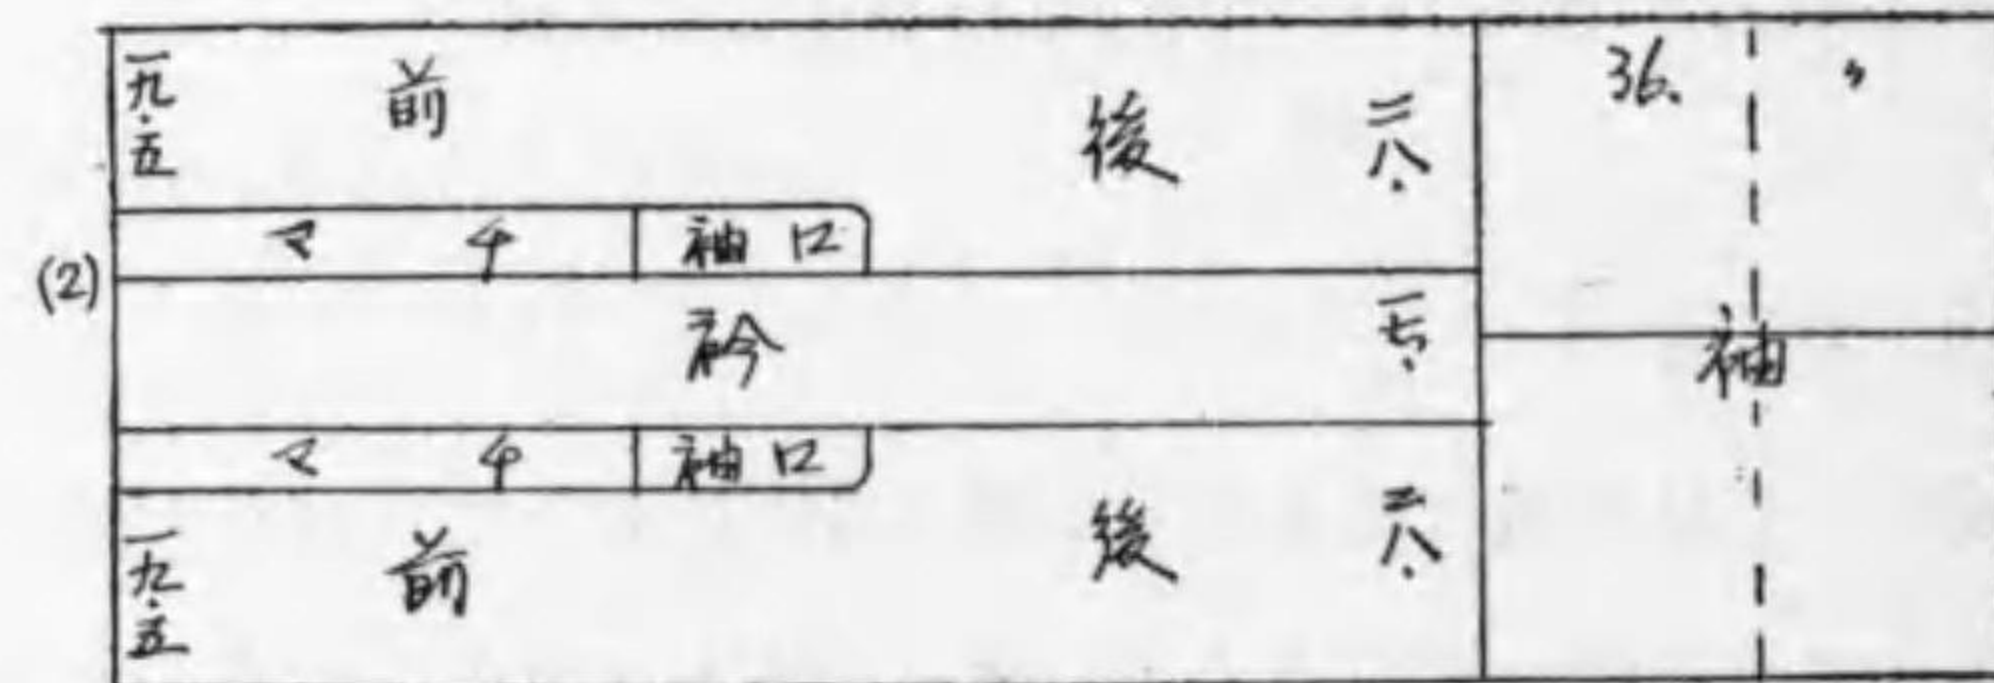 一九・五
前
後
二八・
36.
〃
マチ
袖口
(2)
衿
一七・
袖
マチ
袖口
一九・五
前
後
二八・